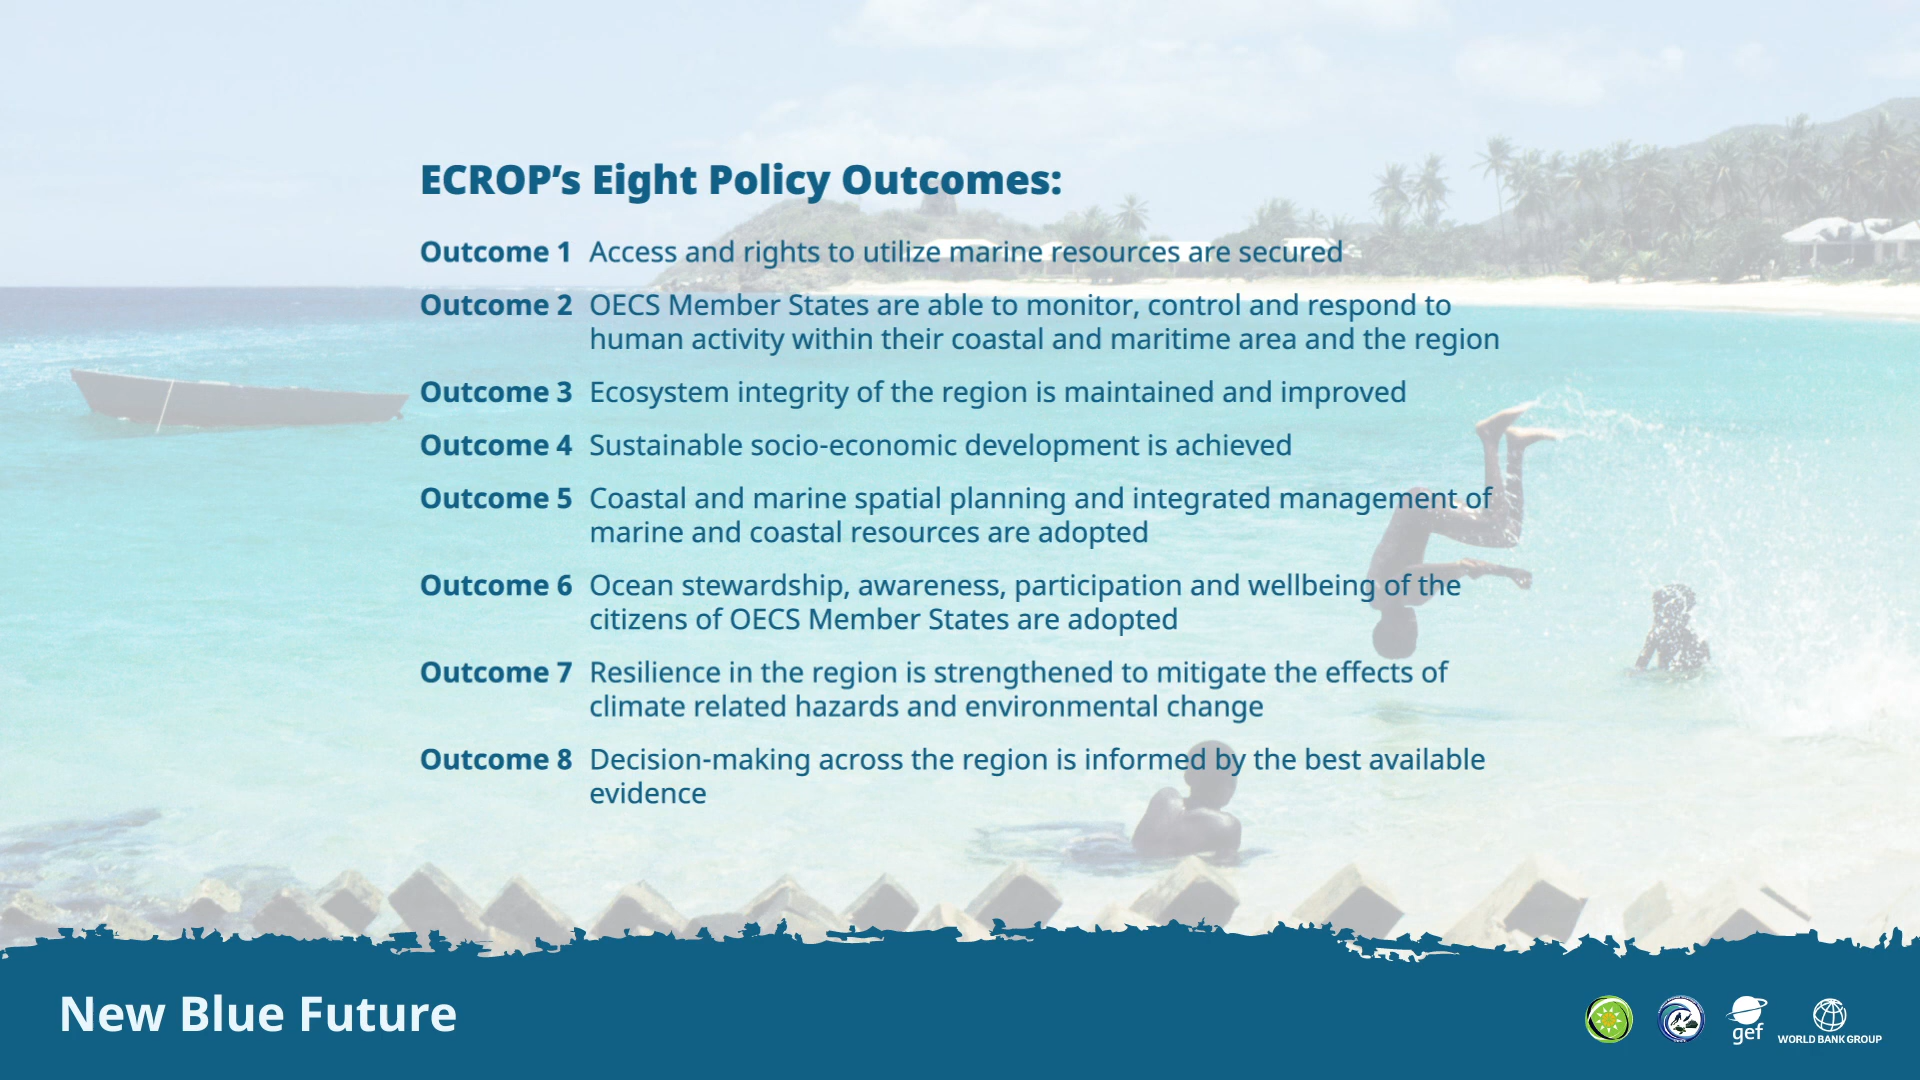 ECROP’s Eight Policy Outcomes:
Outcome 1 Access and rights to utilize marine resources are secured
Outcome 2 OECS Member States are able to monitor, control and respond to
human activity within their coastal and maritime area and the region
Outcome 3 Ecosystem integrity of the region is maintained and improved
Outcome 4 Sustainable socio-economic development is achieved
Outcome 5 Coastal and marine spatial planning and integrated management of
marine and coastal resources are adopted
Outcome 6 Ocean stewardship, awareness, participation and wellbeing of the
citizens of OECS Member States are adopted
Outcome 7 Resilience in the region is strengthened to mitigate the effects of
climate related hazards and environmental change
Outcome 8 Decision-making across the region is informed by the best available
evidence
New Blue Future
gef
WORLD BANK GROUP